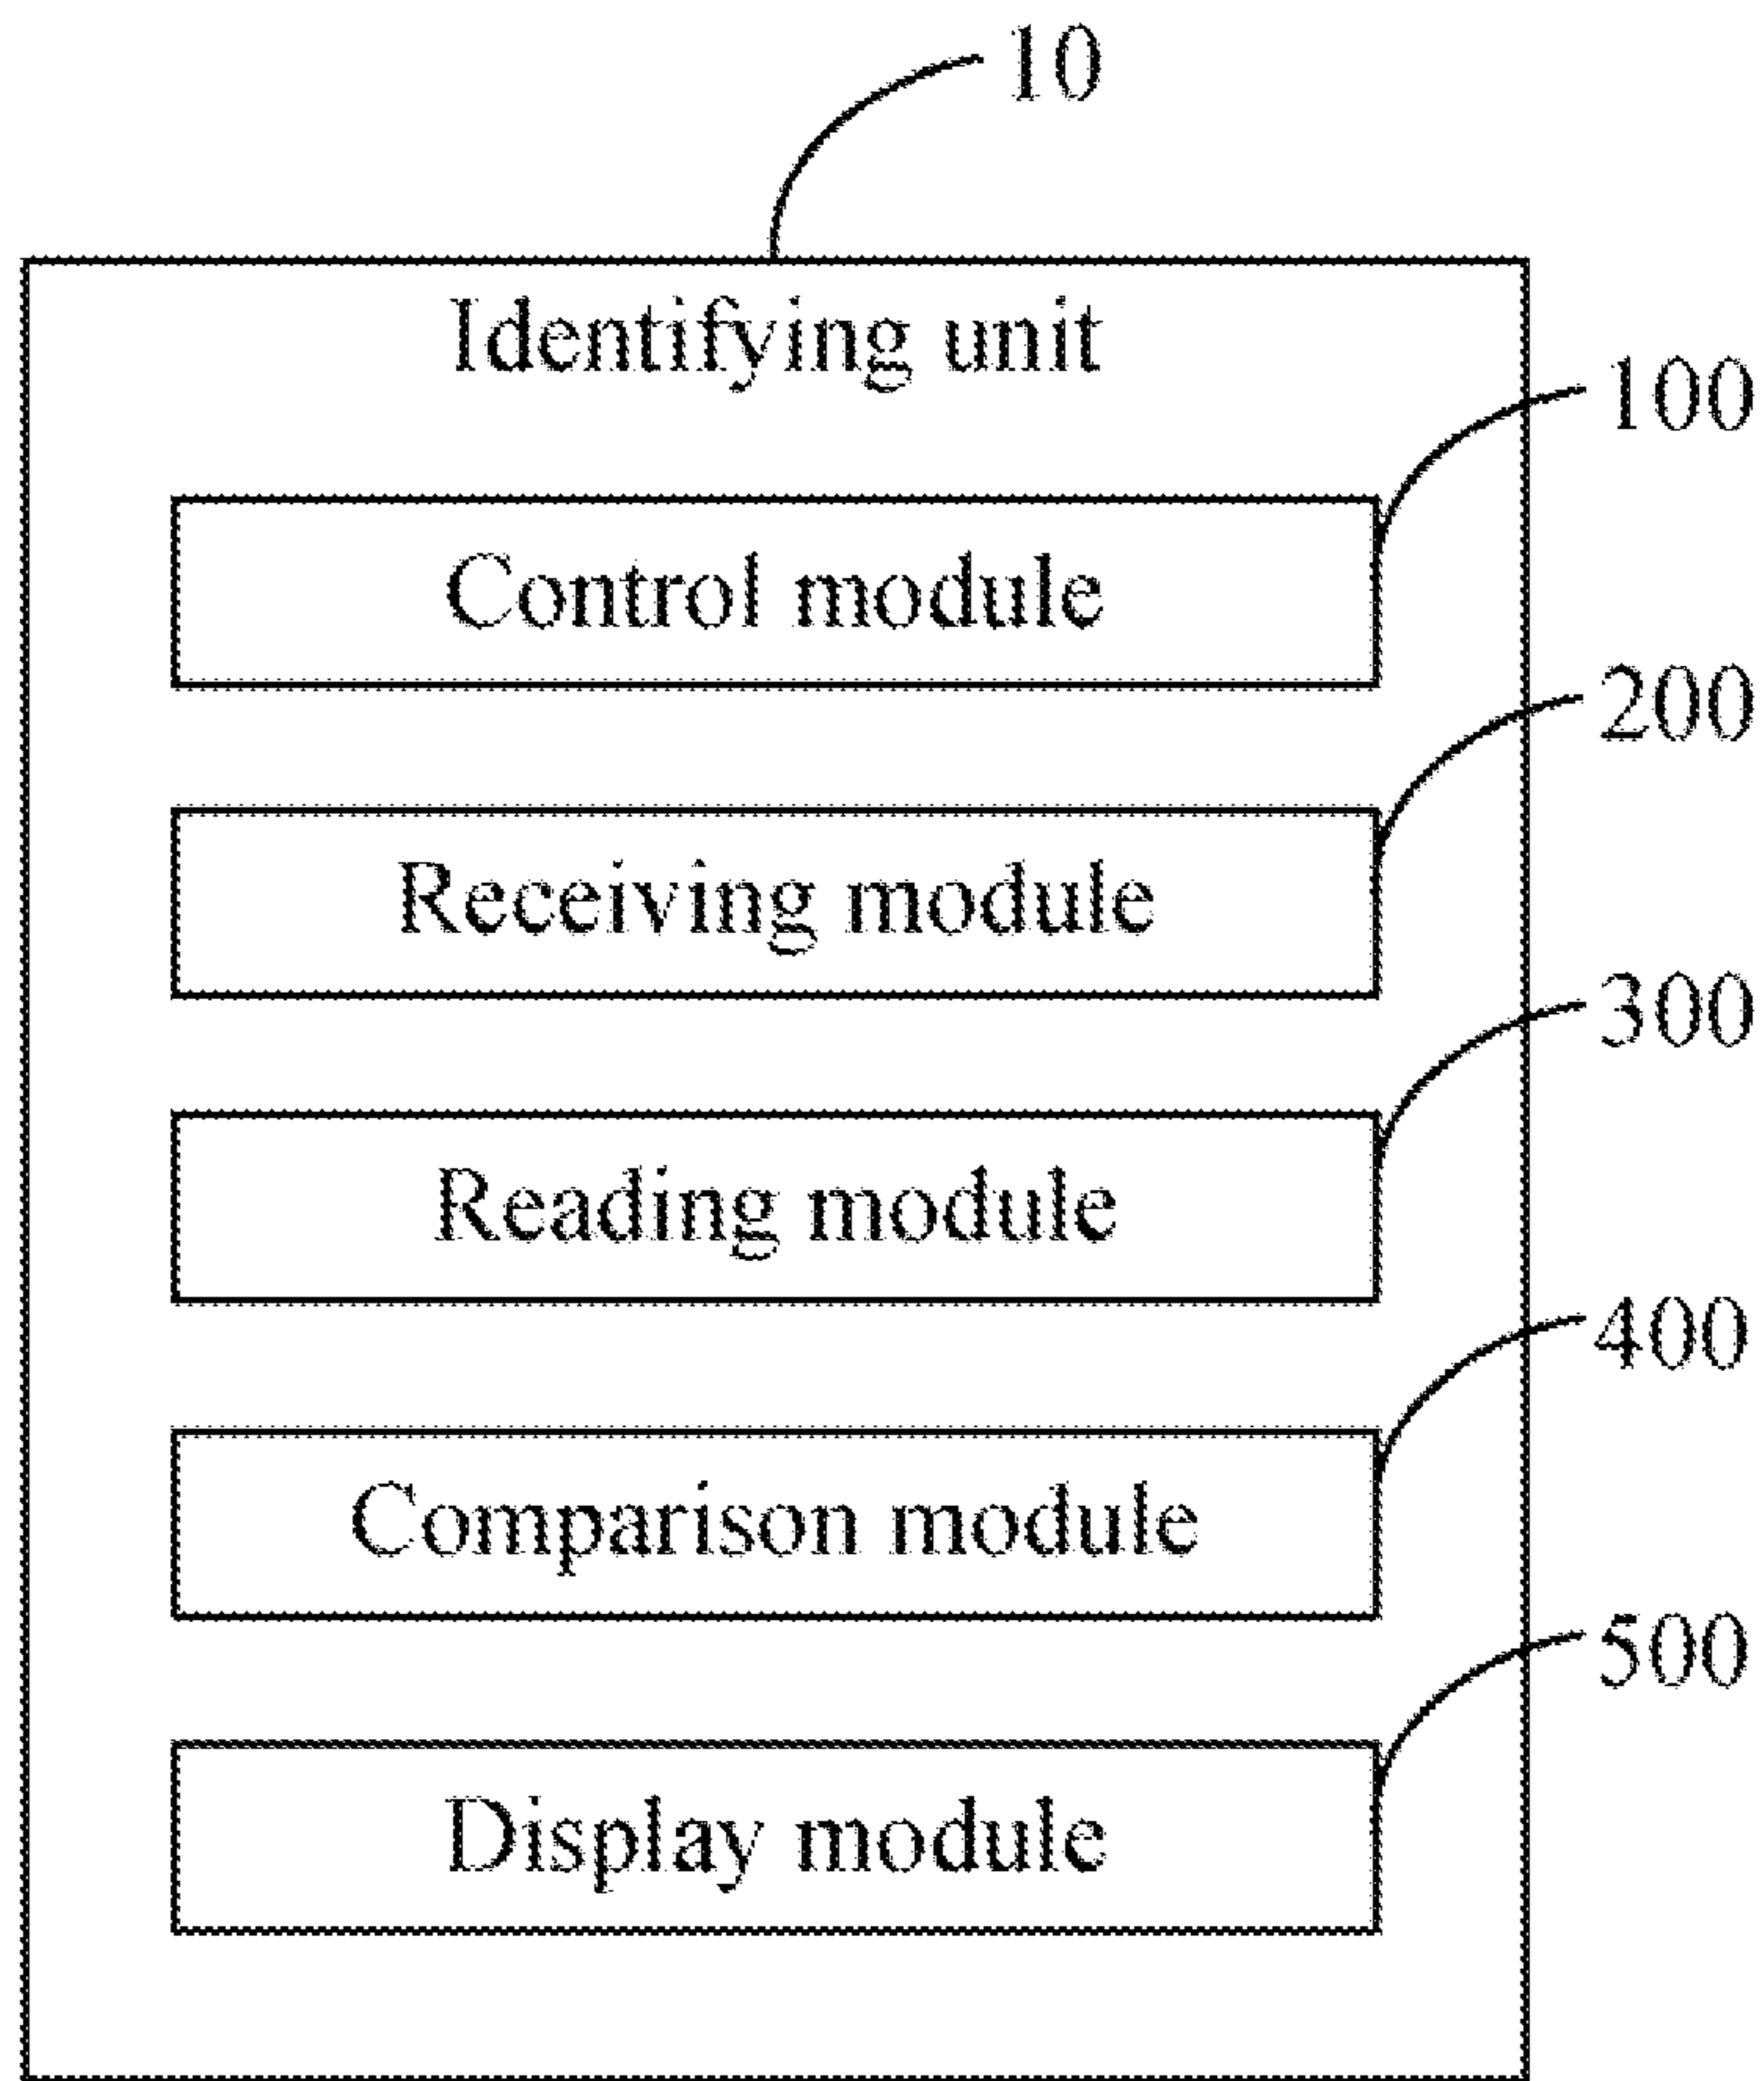 10
Identifying unit
100
Control module
200
Receiving module
300
Reading module
400
Comparison module
500
Display module